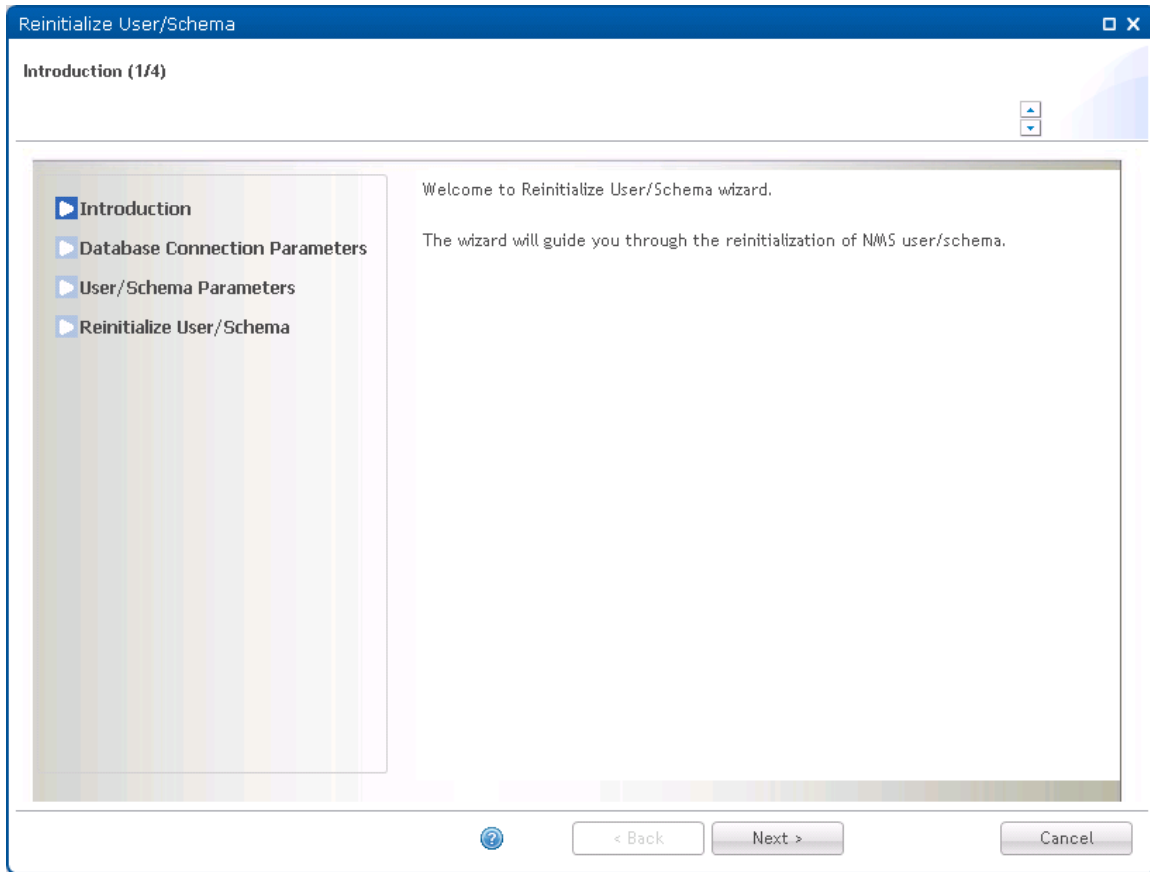 Reinitialize User/Schema
Introduction (1/4)
Introduction
Database Connection Parameters
User/Schema Parameters
Reinitialize User/Schema
Welcome to Reinitialize User/Schema wizard.
The wizard will guide you through the reinitialization of NMS user/schema.
< Back
Next >
Cancel